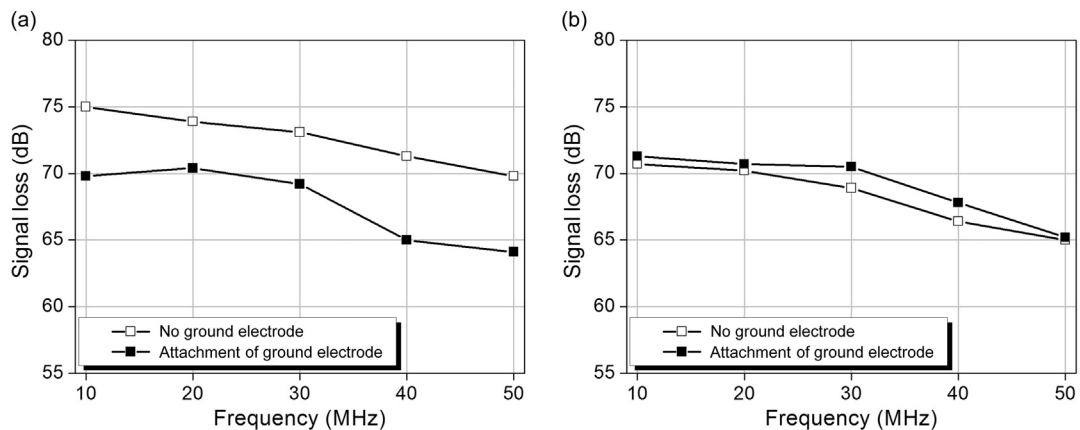 (a)
80
75
70
65
60
55
Signal loss (dB)
No ground electrode
Attachment of ground electrode
10 20 30 40 50
Frequency (MHz)
(b)
80
75
70
65
60
55
Signal loss (dB)
No ground electrode
Attachment of ground electrode
10 20 30 40 50
Frequency (MHz)